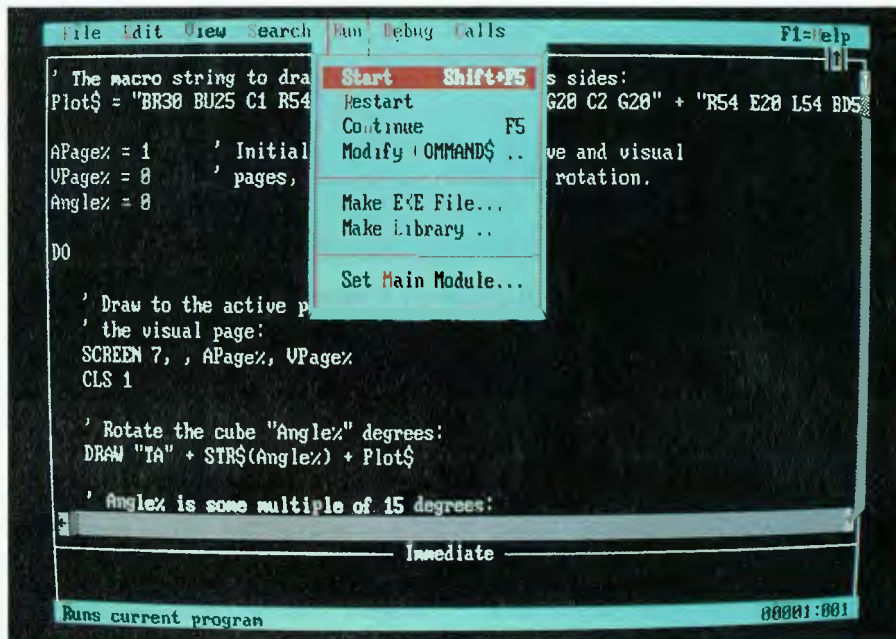 File Edit View Search Run Debug Calls F1=Help
' The macro string to dra
Plot$ = "BR30 BU25 C1 R54
s sides:
G20 C2 G20" + "R54 E20 L54 BD5
APage% = 1 ' Initial
VPage% = 0 ' pages,
Angle% = 0
ve and visual
rotation.
Start Shift+F5
Restart
Continue F5
Modify COMMAND$ ..
Make EXE File...
Make Library ..
Set Main Module...
DO
' Draw to the active p
' the visual page:
SCREEN 7, , APage%, VPage%
CLS 1
' Rotate the cube "Angle%" degrees:
DRAW "TA" + STR$(Angle%) + Plot$
' Angle% is some multiple of 15 degrees:
Immediate
Runs current program 00001:001